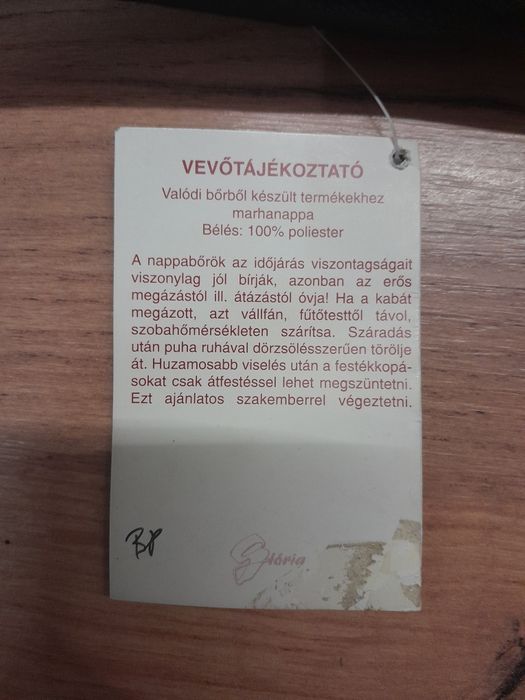 VEVŐTÁJÉKOZTATÓ
Valódi bőrből készült termékekhez
marhanappa
Bélés: 100% poliester
A nappabőrök az időjárás viszontagságait
viszonylag jól bírják, azonban az erős
megázástól ill. átázástól óvja! Ha a kabát
megázott, azt vállfán, fűtőtesttől távol,
szobahőmérsékleten szárítsa. Száradás
után puha ruhával dörzsölésszerűen törölje
át. Huzamosabb viselés után a festékkopá-
sokat csak átfestéssel lehet megszüntetni.
Ezt ajánlatos szakemberrel végeztetni.
BP
Glória